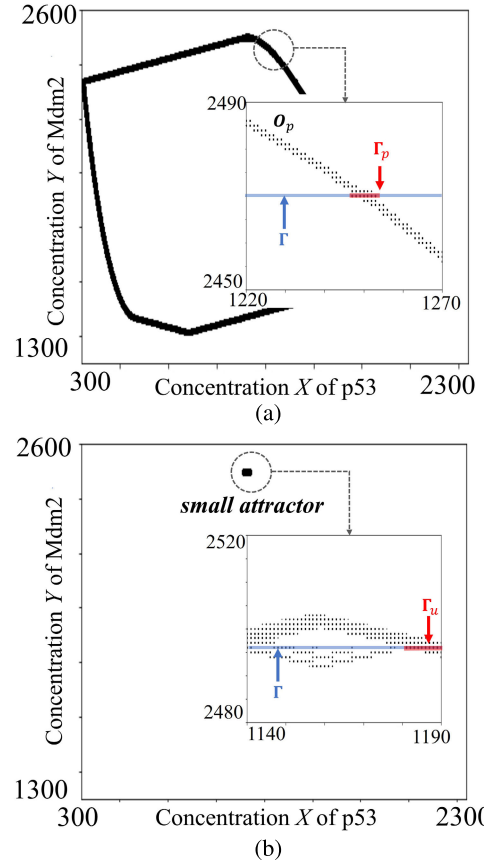 2600
Concentration Y of Mdm2
2490
O_p
Γ_p
Γ
2450
1220
1270
1300
300
Concentration X of p53
2300
(a)
2600
Concentration Y of Mdm2
small attractor
2520
Γ_u
Γ
2480
1140
1190
1300
300
Concentration X of p53
2300
(b)